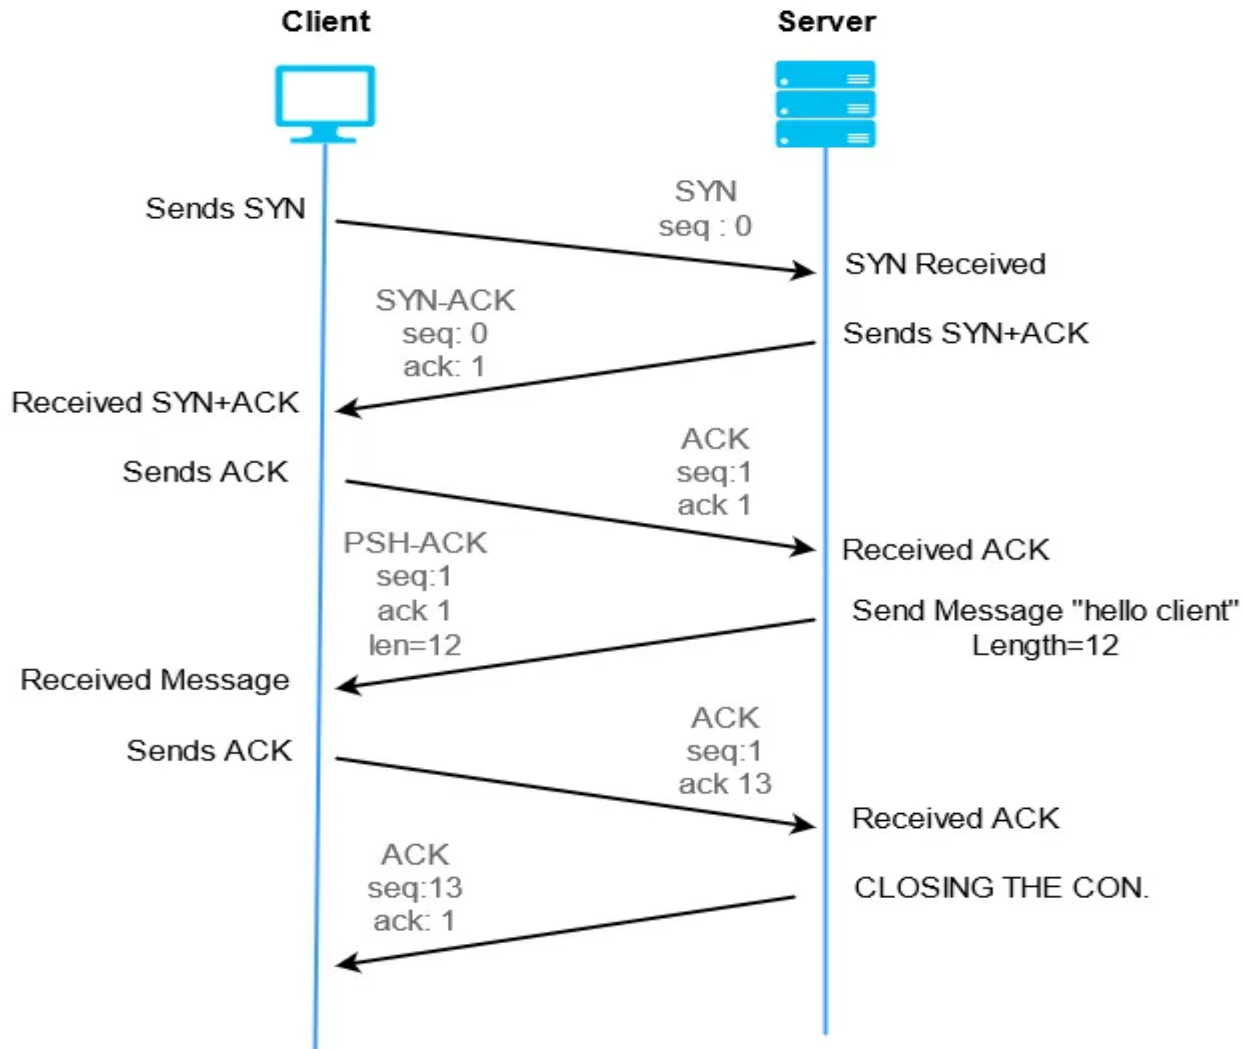 Client
Server
Sends SYN
SYN
seq : 0
SYN Received
SYN-ACK
seq: 0
ack: 1
Sends SYN+ACK
Received SYN+ACK
ACK
seq:1
ack 1
Sends ACK
Received ACK
PSH-ACK
seq:1
ack 1
len=12
Send Message "hello client"
Length=12
Received Message
ACK
seq:1
ack 13
Sends ACK
Received ACK
ACK
seq:13
ack: 1
CLOSING THE CON.